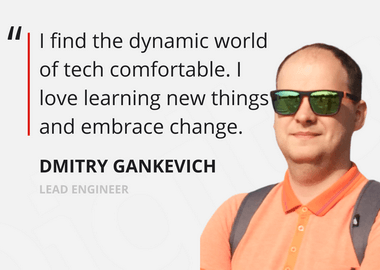 “
I find the dynamic world
of tech comfortable. I
love learning new things
and embrace change.
DMITRY GANKEVICH
LEAD ENGINEER